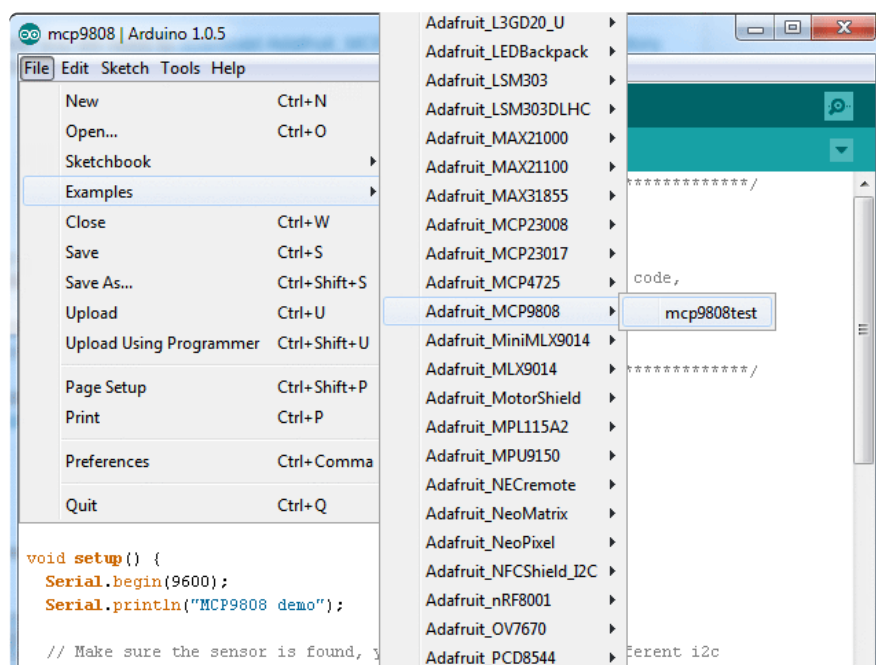 mcp9808 | Arduino 1.0.5
File Edit Sketch Tools Help
New Ctrl+N
Open... Ctrl+O
Sketchbook
Examples
Close Ctrl+W
Save Ctrl+S
Save As... Ctrl+Shift+S
Upload Ctrl+U
Upload Using Programmer Ctrl+Shift+U
Page Setup Ctrl+Shift+P
Print Ctrl+P
Preferences Ctrl+Comma
Quit Ctrl+Q
Adafruit_L3GD20_U
Adafruit_LEDBackpack
Adafruit_LSM303
Adafruit_LSM303DLHC
Adafruit_MAX21000
Adafruit_MAX21100
Adafruit_MAX31855
Adafruit_MCP23008
Adafruit_MCP23017
Adafruit_MCP4725
Adafruit_MCP9808
Adafruit_MiniMLX9014
Adafruit_MLX9014
Adafruit_MotorShield
Adafruit_MPL115A2
Adafruit_MPU9150
Adafruit_NECremote
Adafruit_NeoMatrix
Adafruit_NeoPixel
Adafruit_NFCShield_I2C
Adafruit_nRF8001
Adafruit_OV7670
Adafruit_PCD8544
mcp9808test
*************/
code,
*************/
void setup() {
Serial.begin(9600);
Serial.println("MCP9808 demo");
// Make sure the sensor is found, y
ferent i2c